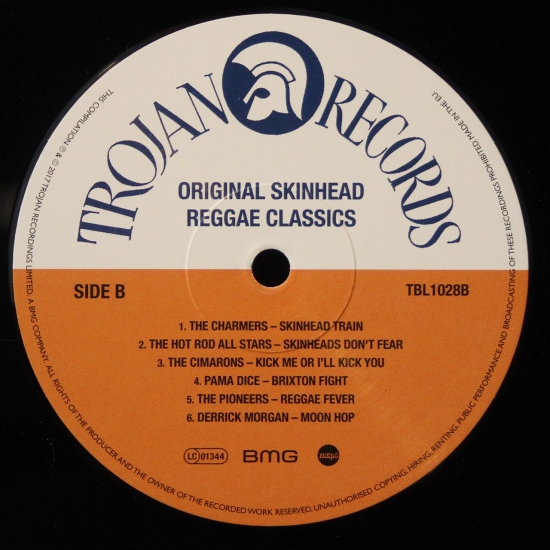 TROJAN RECORDS
ORIGINAL SKINHEAD
REGGAE CLASSICS
SIDE B
TBL1028B
1. THE CHARMERS – SKINHEAD TRAIN
2. THE HOT ROD ALL STARS – SKINHEADS DON'T FEAR
3. THE CIMARONS – KICK ME OR I'LL KICK YOU
4. PAMA DICE – BRIXTON FIGHT
5. THE PIONEERS – REGGAE FEVER
6. DERRICK MORGAN – MOON HOP
LC 01344
BMG
THIS COMPILATION ℗ & © 2017 TROJAN RECORDINGS LIMITED. A BMG COMPANY. ALL RIGHTS OF THE PRODUCER AND THE OWNER OF THE RECORDED WORK RESERVED. UNAUTHORISED COPYING, HIRING, RENTING, PUBLIC PERFORMANCE AND BROADCASTING OF THESE RECORDINGS PROHIBITED. MADE IN THE EU.